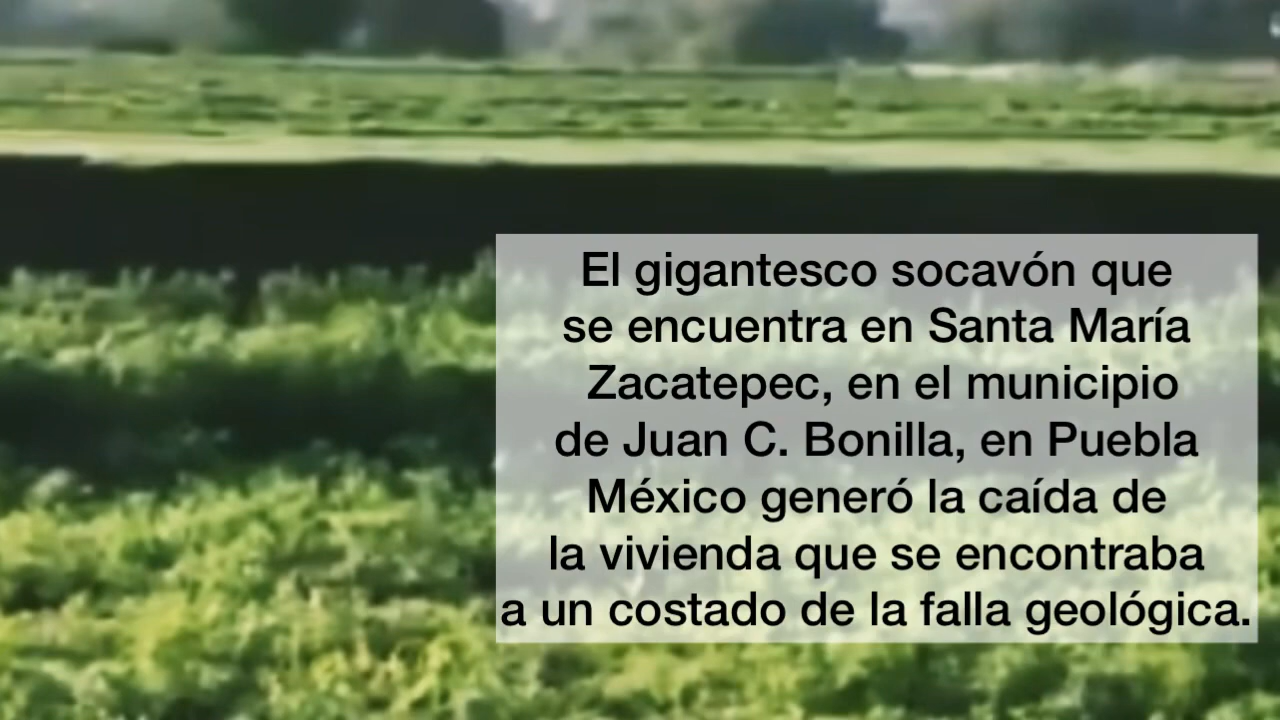 El gigantesco socavón que
se encuentra en Santa María
Zacatepec, en el municipio
de Juan C. Bonilla, en Puebla
México generó la caída de
la vivienda que se encontraba
a un costado de la falla geológica.